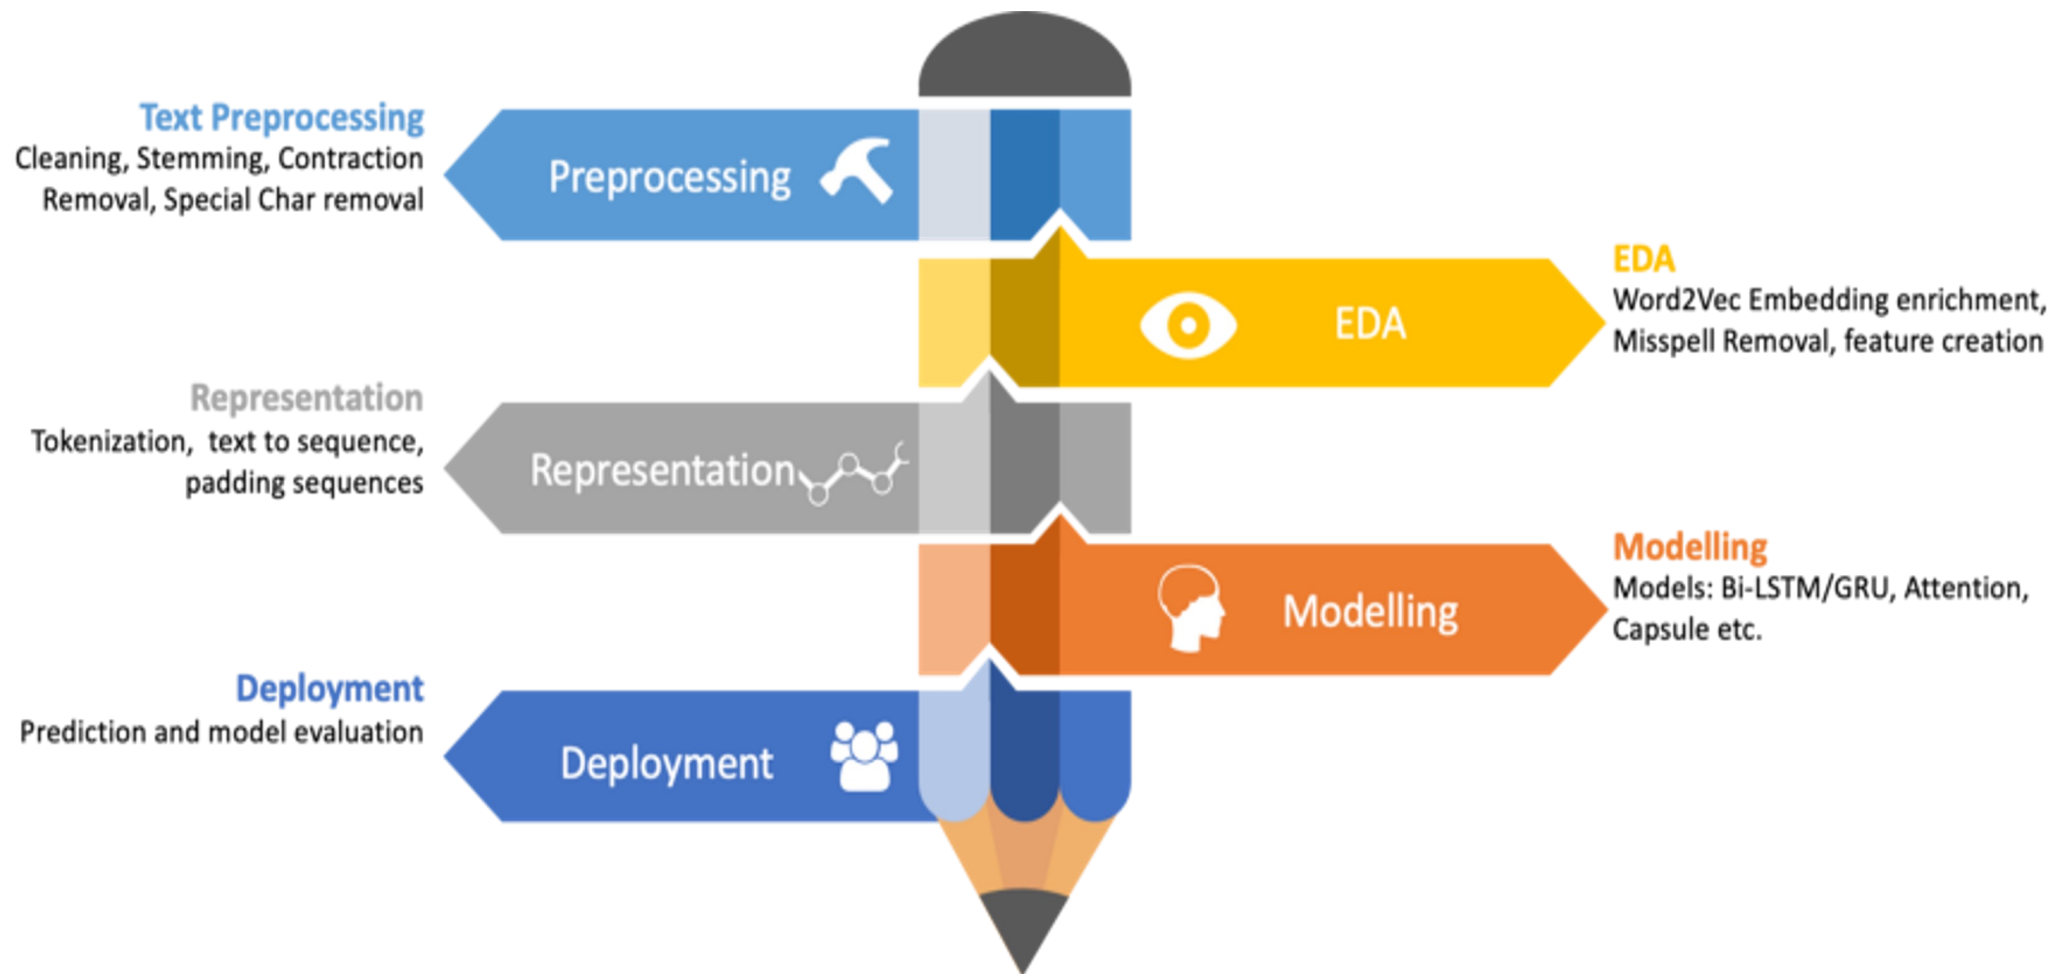 Text Preprocessing
Cleaning, Stemming, Contraction
Removal, Special Char removal
Preprocessing
EDA
EDA
Word2Vec Embedding enrichment,
Misspell Removal, feature creation
Representation
Tokenization,  text to sequence,
padding sequences
Representation
Modelling
Modelling
Models: Bi-LSTM/GRU, Attention,
Capsule etc.
Deployment
Prediction and model evaluation
Deployment